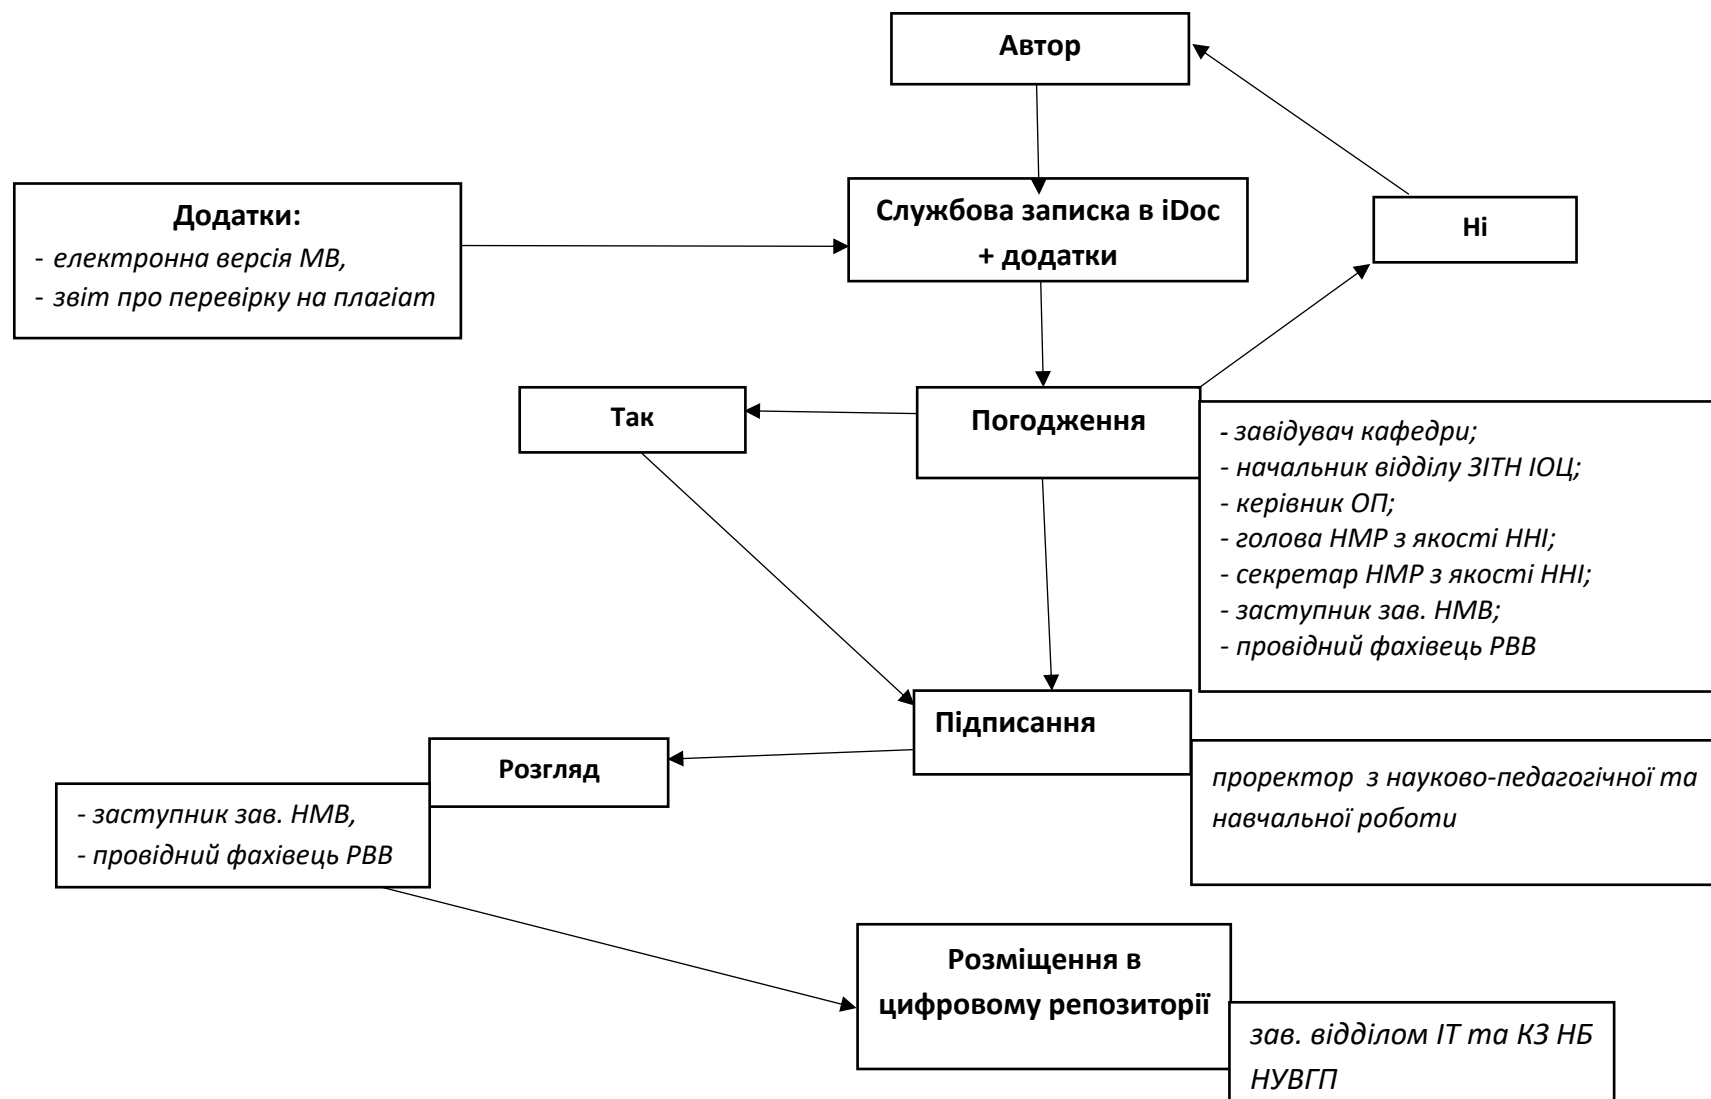 Автор
Додатки:
- електронна версія МВ,
- звіт про перевірку на плагіат
Службова записка в iDoc
+ додатки
Ні
Так
Погодження
- завідувач кафедри;
- начальник відділу ЗІТН ІОЦ;
- керівник ОП;
- голова НМР з якості ННІ;
- секретар НМР з якості ННІ;
- заступник зав. НМВ;
- провідний фахівець РВВ
Підписання
проректор з науково-педагогічної та
навчальної роботи
Розгляд
- заступник зав. НМВ,
- провідний фахівець РВВ
Розміщення в
цифровому репозиторії
зав. відділом ІТ та КЗ НБ
НУВГП